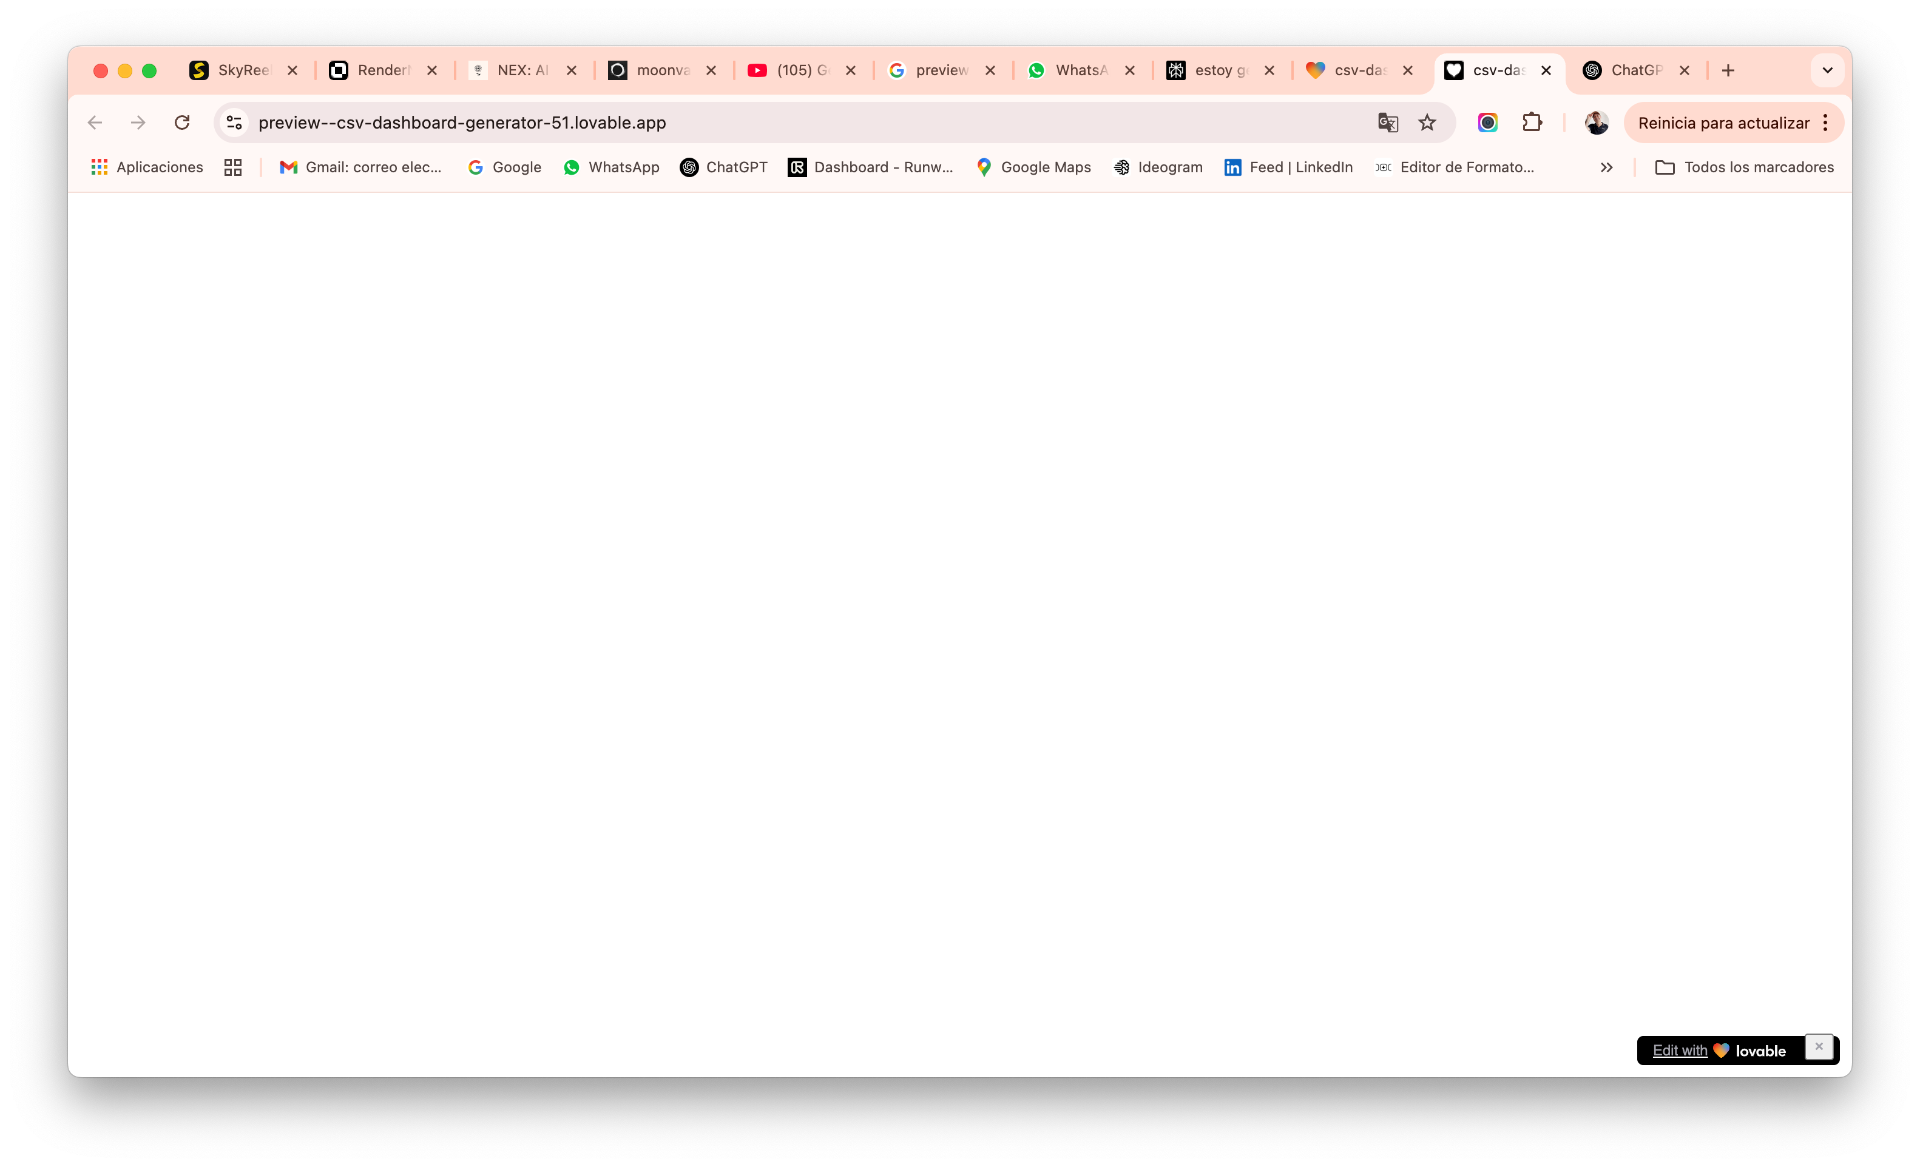 SkyRee
Render
NEX: AI
moonva
(105) G
preview
WhatsA
estoy g
csv-das
csv-das
ChatGP
preview--csv-dashboard-generator-51.lovable.app
Reinicia para actualizar
Aplicaciones
Gmail: correo elec...
Google
WhatsApp
ChatGPT
Dashboard - Runw...
Google Maps
Ideogram
Feed | LinkedIn
Editor de Formato...
Todos los marcadores
Edit with lovable